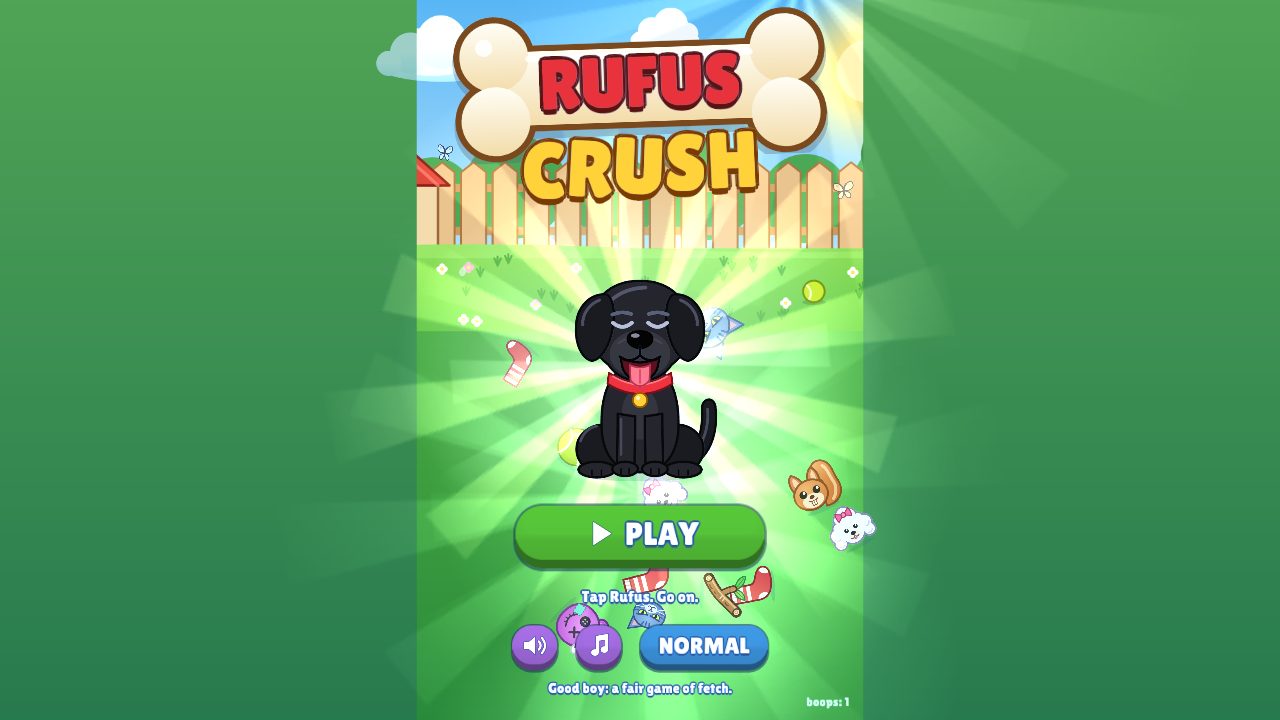 RUFUS
CRUSH
PLAY
Tap Rufus. Go on.
NORMAL
Good boy: a fair game of fetch.
boops: 1